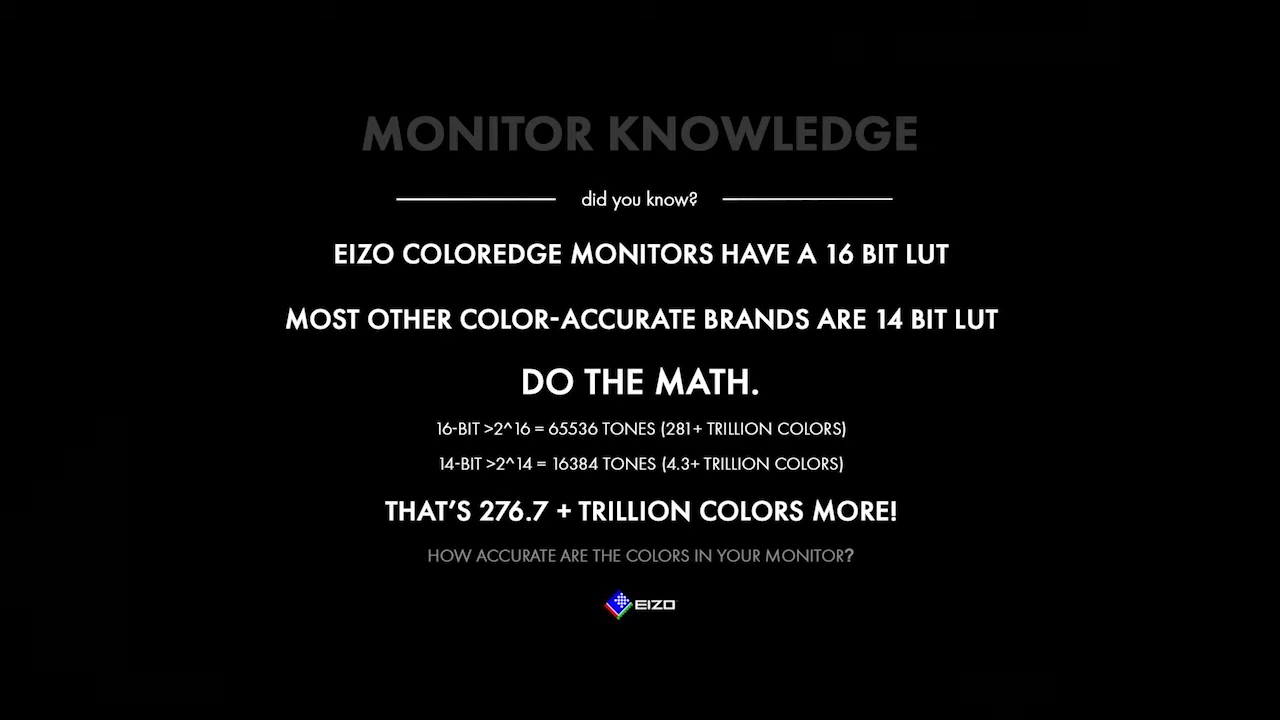 MONITOR KNOWLEDGE
did you know?
EIZO COLOREDGE MONITORS HAVE A 16 BIT LUT
MOST OTHER COLOR-ACCURATE BRANDS ARE 14 BIT LUT
DO THE MATH.
16-BIT >2^16 = 65536 TONES (281+ TRILLION COLORS)
14-BIT >2^14 = 16384 TONES (4.3+ TRILLION COLORS)
THAT'S 276.7 + TRILLION COLORS MORE!
HOW ACCURATE ARE THE COLORS IN YOUR MONITOR?
EIZO